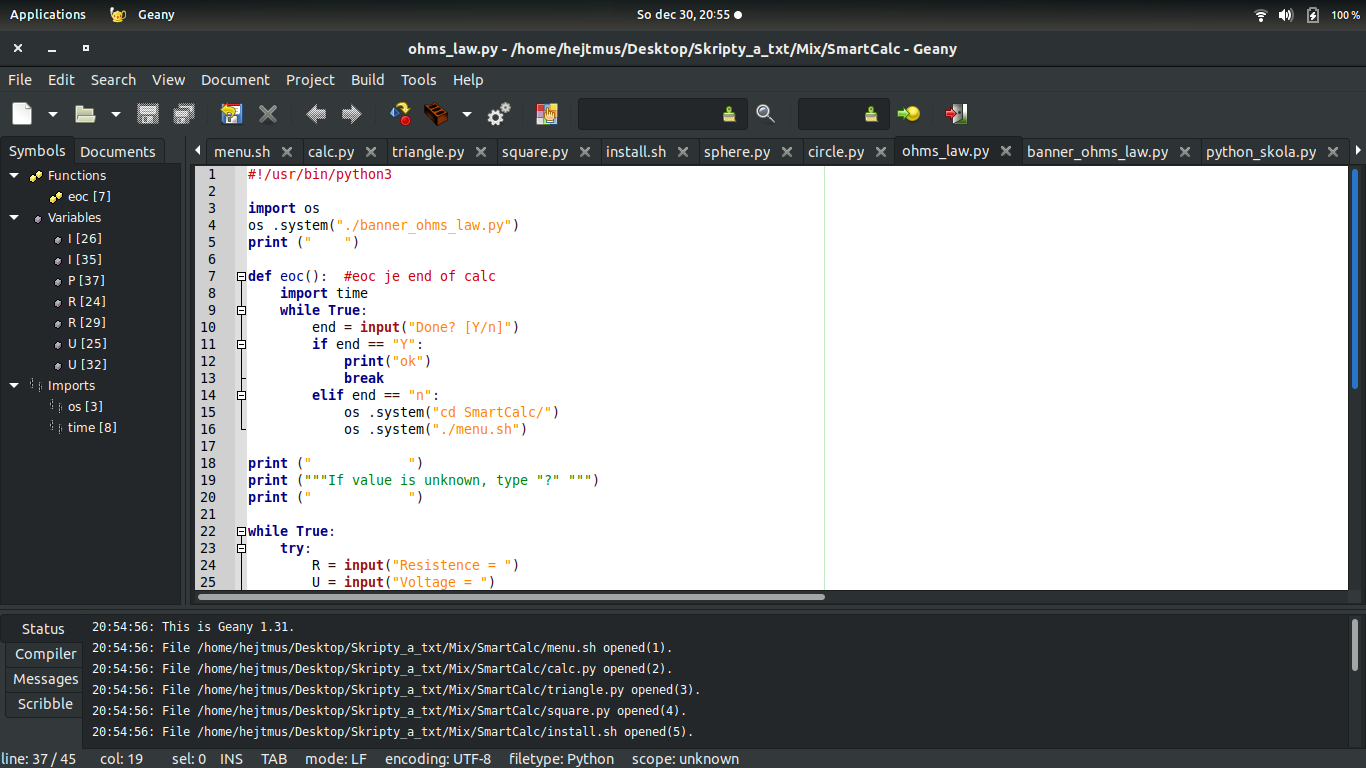 Applications Geany So dec 30, 20:55 100 %
ohms_law.py - /home/hejtmus/Desktop/Skripty_a_txt/Mix/SmartCalc - Geany
File Edit Search View Document Project Build Tools Help
Symbols Documents
menu.sh calc.py triangle.py square.py install.sh sphere.py circle.py ohms_law.py banner_ohms_law.py python_skola.py
Functions
eoc [7]
Variables
I [26]
I [35]
P [37]
R [24]
R [29]
U [25]
U [32]
Imports
os [3]
time [8]
1 #!/usr/bin/python3
2
3 import os
4 os .system("./banner_ohms_law.py")
5 print ("    ")
6
7 def eoc():  #eoc je end of calc
8     import time
9     while True:
10         end = input("Done? [Y/n]")
11         if end == "Y":
12             print("ok")
13             break
14         elif end == "n":
15             os .system("cd SmartCalc/")
16             os .system("./menu.sh")
17
18 print ("            ")
19 print ("""If value is unknown, type "?" """)
20 print ("            ")
21
22 while True:
23     try:
24         R = input("Resistence = ")
25         U = input("Voltage = ")
Status
Compiler
Messages
Scribble
20:54:56: This is Geany 1.31.
20:54:56: File /home/hejtmus/Desktop/Skripty_a_txt/Mix/SmartCalc/menu.sh opened(1).
20:54:56: File /home/hejtmus/Desktop/Skripty_a_txt/Mix/SmartCalc/calc.py opened(2).
20:54:56: File /home/hejtmus/Desktop/Skripty_a_txt/Mix/SmartCalc/triangle.py opened(3).
20:54:56: File /home/hejtmus/Desktop/Skripty_a_txt/Mix/SmartCalc/square.py opened(4).
20:54:56: File /home/hejtmus/Desktop/Skripty_a_txt/Mix/SmartCalc/install.sh opened(5).
line: 37 / 45 col: 19 sel: 0 INS TAB mode: LF encoding: UTF-8 filetype: Python scope: unknown